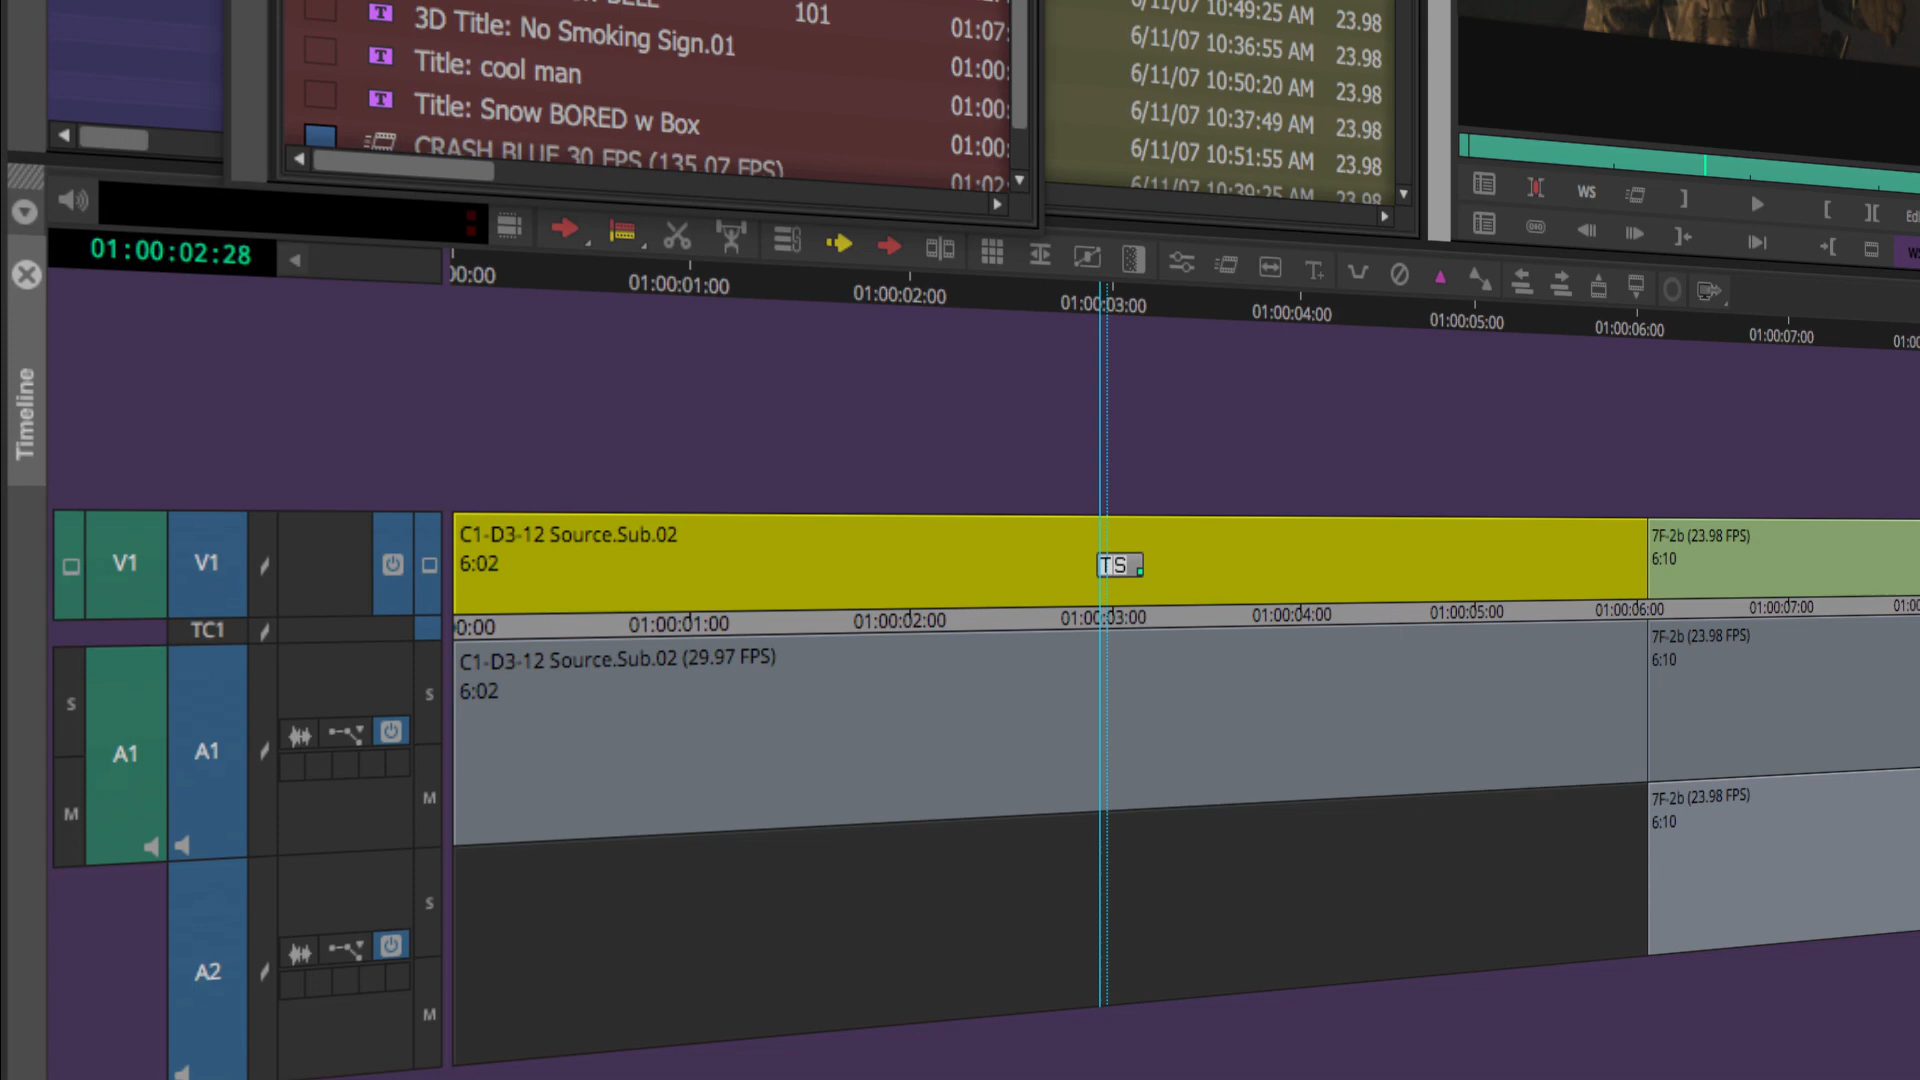 101
3D Title: No Smoking Sign.01
01:07:
Title: cool man
01:00:
Title: Snow BORED w Box
01:00:
CRASH BLUE 30 FPS (135.07 FPS)
01:00:
01:02:
6/11/07 10:49:25 AM 23.98
6/11/07 10:36:55 AM 23.98
6/11/07 10:50:20 AM 23.98
6/11/07 10:37:49 AM 23.98
6/11/07 10:51:55 AM 23.98
6/11/07 10:39:25 AM 23.98
WS
01:00:02:28
00:00
01:00:01:00
01:00:02:00
01:00:03:00
01:00:04:00
01:00:05:00
01:00:06:00
01:00:07:00
01:00
Timeline
V1 V1
C1-D3-12 Source.Sub.02
6:02
TS
7F-2b (23.98 FPS)
6:10
TC1
0:00
01:00:01:00
01:00:02:00
01:00:03:00
01:00:04:00
01:00:05:00
01:00:06:00
01:00:07:00
01:00
S
M
A1 A1
S
M
C1-D3-12 Source.Sub.02 (29.97 FPS)
6:02
7F-2b (23.98 FPS)
6:10
A2
S
M
7F-2b (23.98 FPS)
6:10